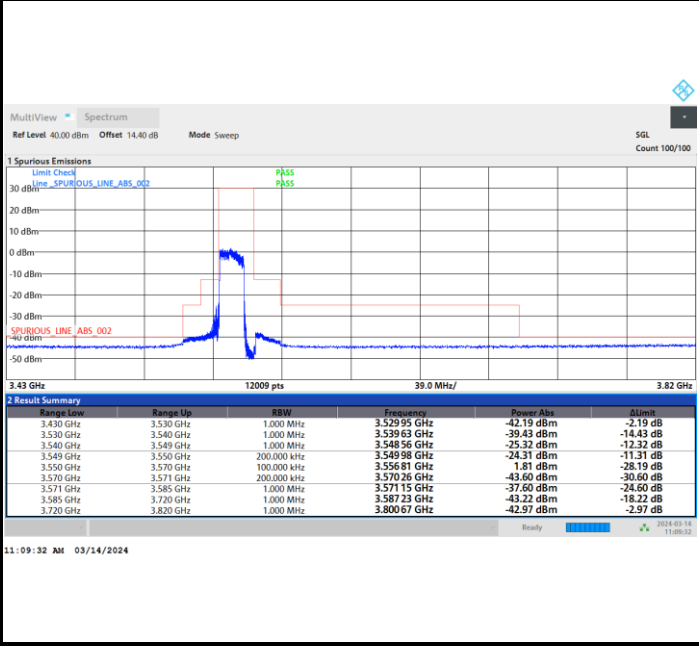 MultiView Spectrum
Ref Level 40.00 dBm Offset 14.40 dB Mode Sweep SGL
Count 100/100
1 Spurious Emissions
Limit Check PASS
Line _SPURIOUS_LINE_ABS_002 PASS
30 dBm
20 dBm
10 dBm
0 dBm
-10 dBm
-20 dBm
-30 dBm
_SPURIOUS_LINE_ABS_002
-40 dBm
-50 dBm
3.43 GHz 12009 pts 39.0 MHz/ 3.82 GHz
2 Result Summary
Range Low Range Up RBW Frequency Power Abs ΔLimit
3.430 GHz 3.530 GHz 1.000 MHz 3.529 95 GHz -42.19 dBm -2.19 dB
3.530 GHz 3.540 GHz 1.000 MHz 3.539 63 GHz -39.43 dBm -14.43 dB
3.540 GHz 3.549 GHz 1.000 MHz 3.548 56 GHz -25.32 dBm -12.32 dB
3.549 GHz 3.550 GHz 200.000 kHz 3.549 98 GHz -24.31 dBm -11.31 dB
3.550 GHz 3.570 GHz 100.000 kHz 3.556 81 GHz 1.81 dBm -28.19 dB
3.570 GHz 3.571 GHz 200.000 kHz 3.570 26 GHz -43.60 dBm -30.60 dB
3.571 GHz 3.585 GHz 1.000 MHz 3.571 15 GHz -37.60 dBm -24.60 dB
3.585 GHz 3.720 GHz 1.000 MHz 3.587 23 GHz -43.22 dBm -18.22 dB
3.720 GHz 3.820 GHz 1.000 MHz 3.800 67 GHz -42.97 dBm -2.97 dB
Ready 2024-03-14
11:09:32
11:09:32 AM 03/14/2024